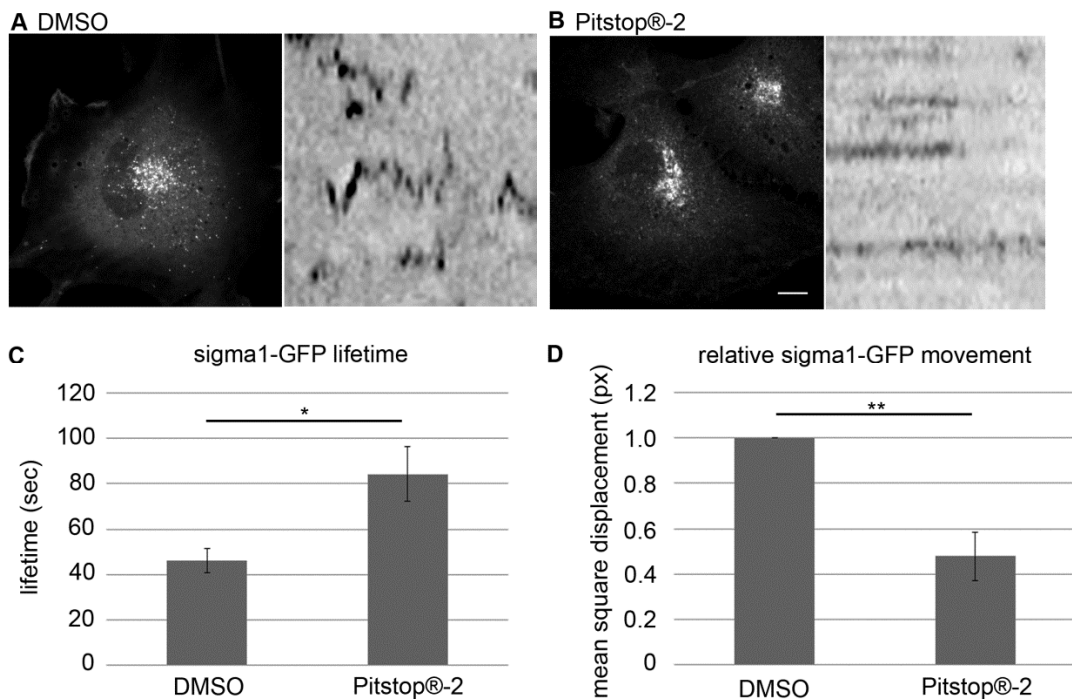 A DMSO
B Pitstop®-2
C sigma1-GFP lifetime
D relative sigma1-GFP movement
lifetime (sec)
120
100
80
60
40
20
0
*
DMSO
Pitstop®-2
mean square displacement (px)
1.2
1.0
0.8
0.6
0.4
0.2
0.0
**
DMSO
Pitstop®-2